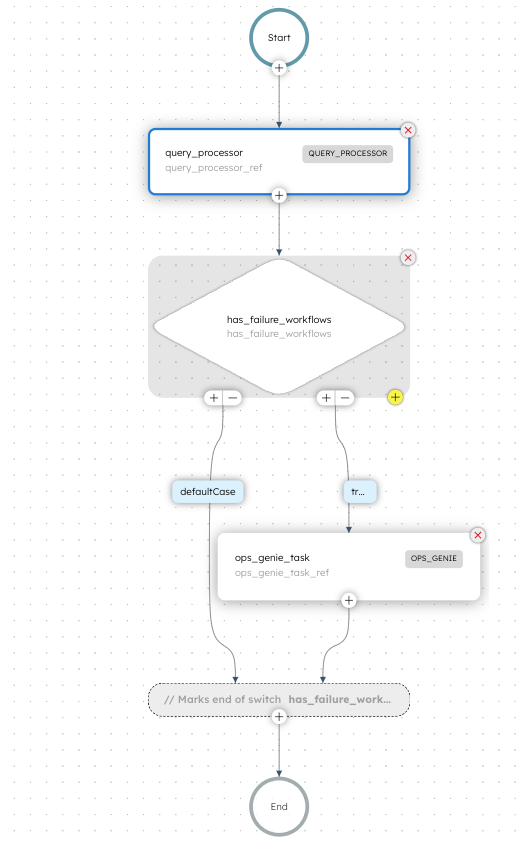 Start
query_processor
QUERY_PROCESSOR
query_processor_ref
has_failure_workflows
has_failure_workflows
defaultCase
tr...
ops_genie_task
OPS_GENIE
ops_genie_task_ref
// Marks end of switch has_failure_work...
End